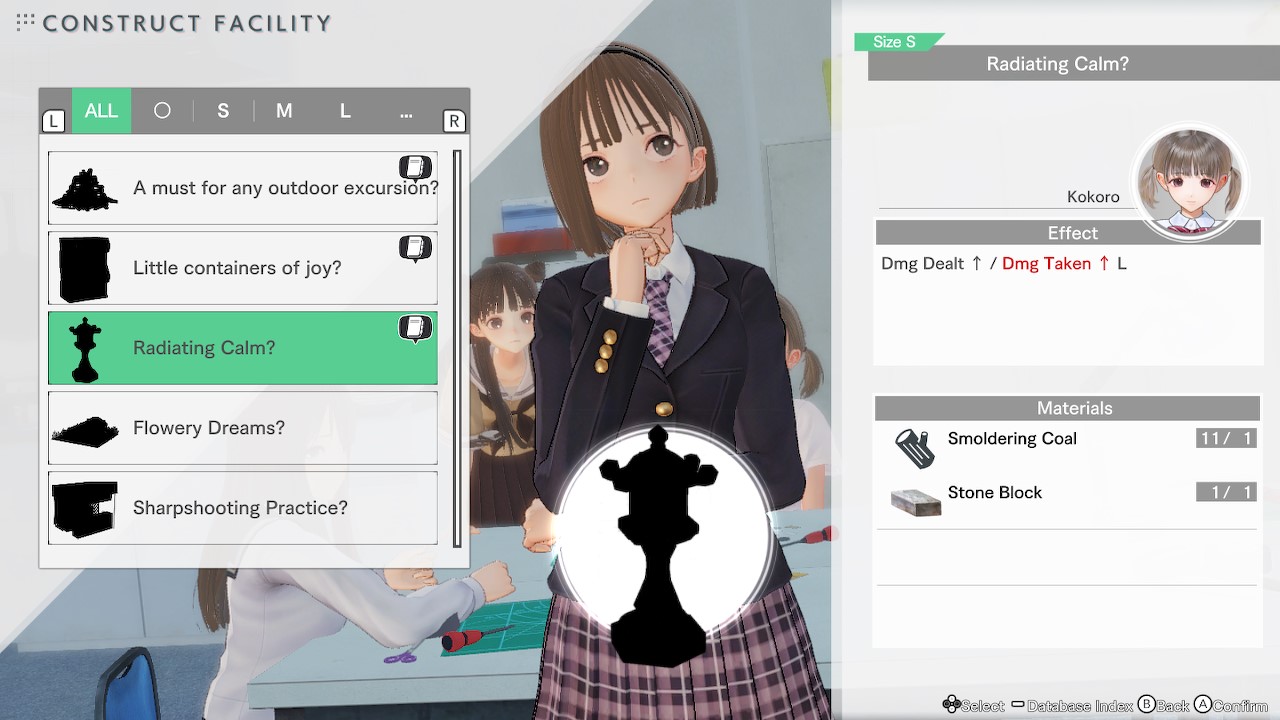 CONSTRUCT FACILITY
L ALL ○ S M L ... R
A must for any outdoor excursion?
Little containers of joy?
Radiating Calm?
Flowery Dreams?
Sharpshooting Practice?
Size S
Radiating Calm?
Kokoro
Effect
Dmg Dealt ↑ / Dmg Taken ↑ L
Materials
Smoldering Coal 11/ 1
Stone Block 1/ 1
Select Database Index B Back A Confirm